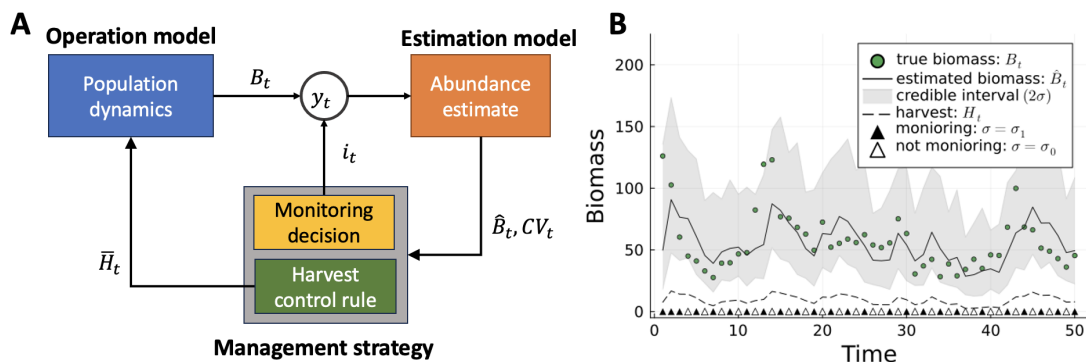 A
Operation model
Estimation model
Population
dynamics
B_t
y_t
Abundance
estimate
i_t
Monitoring
decision
Harvest
control rule
B̂_t, CV_t
H̅_t
Management strategy
B
true biomass: B_t
estimated biomass: B̂_t
credible interval (2σ)
harvest: H_t
monioring: σ = σ_1
not monioring: σ = σ_0
Biomass
200
150
100
50
0
0
10
20
30
40
50
Time